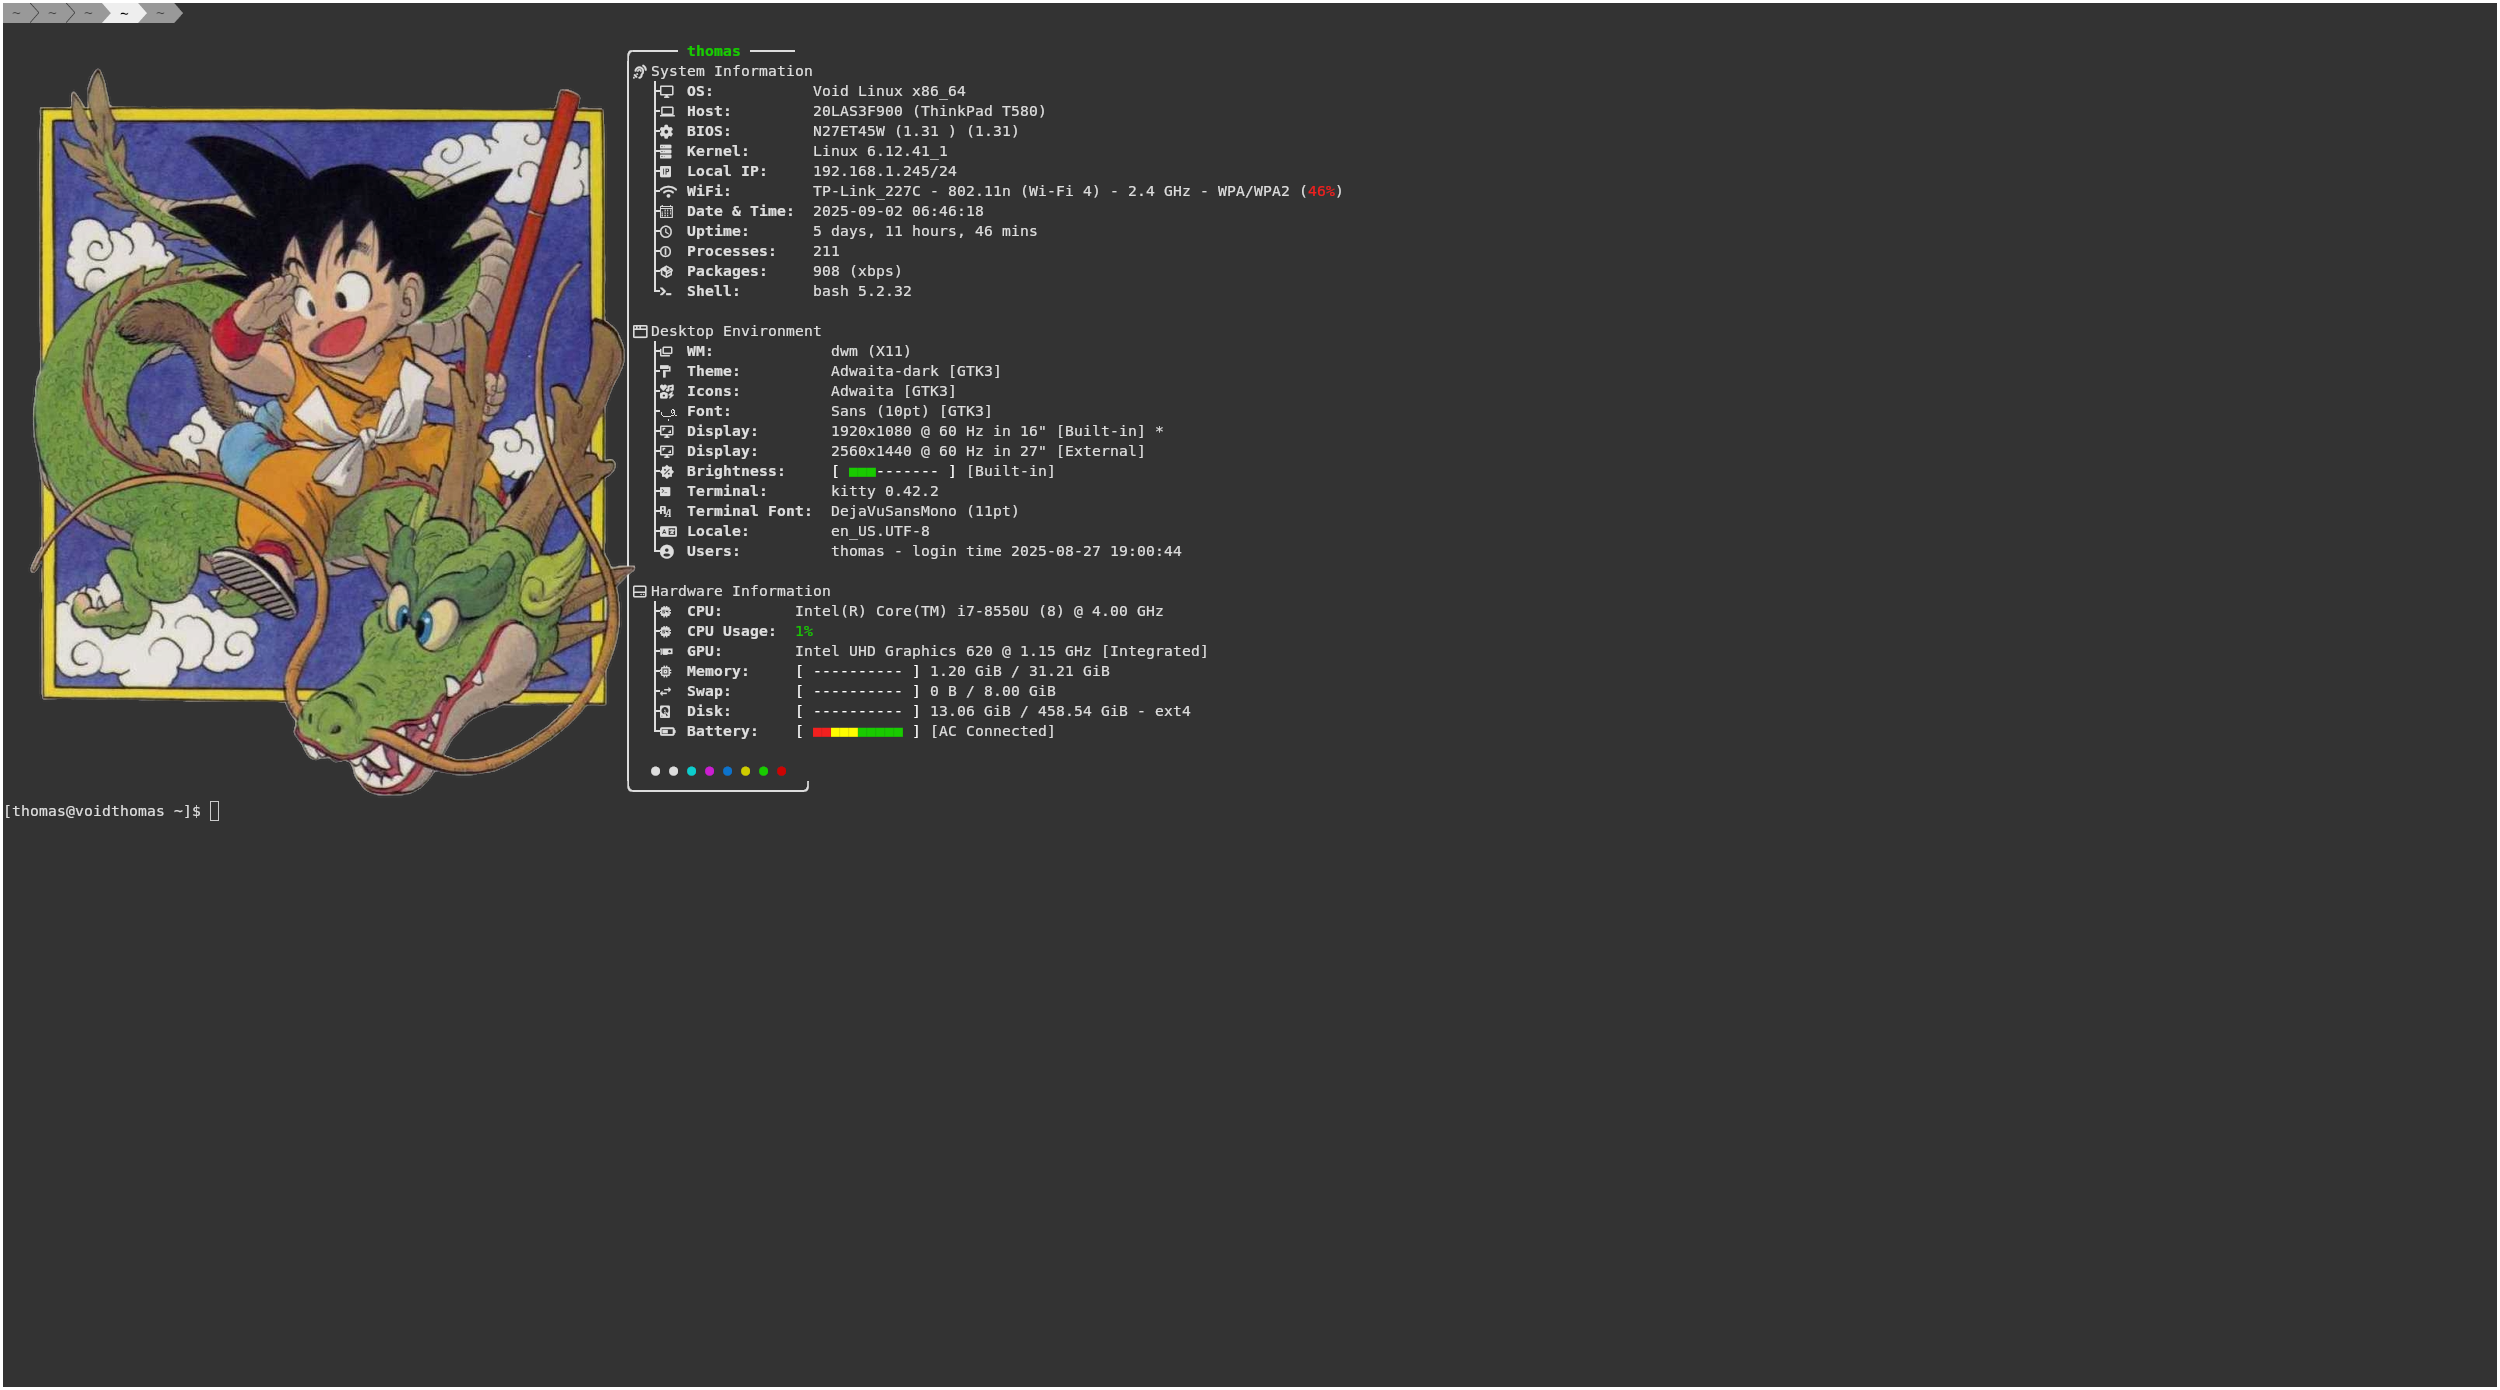 ~ ~ ~ ~ ~
thomas
System Information
OS: Void Linux x86_64
Host: 20LAS3F900 (ThinkPad T580)
BIOS: N27ET45W (1.31 ) (1.31)
Kernel: Linux 6.12.41_1
Local IP: 192.168.1.245/24
WiFi: TP-Link_227C - 802.11n (Wi-Fi 4) - 2.4 GHz - WPA/WPA2 (46%)
Date & Time: 2025-09-02 06:46:18
Uptime: 5 days, 11 hours, 46 mins
Processes: 211
Packages: 908 (xbps)
Shell: bash 5.2.32
Desktop Environment
WM: dwm (X11)
Theme: Adwaita-dark [GTK3]
Icons: Adwaita [GTK3]
Font: Sans (10pt) [GTK3]
Display: 1920x1080 @ 60 Hz in 16" [Built-in] *
Display: 2560x1440 @ 60 Hz in 27" [External]
Brightness: [ ■■■------- ] [Built-in]
Terminal: kitty 0.42.2
Terminal Font: DejaVuSansMono (11pt)
Locale: en_US.UTF-8
Users: thomas - login time 2025-08-27 19:00:44
Hardware Information
CPU: Intel(R) Core(TM) i7-8550U (8) @ 4.00 GHz
CPU Usage: 1%
GPU: Intel UHD Graphics 620 @ 1.15 GHz [Integrated]
Memory: [ ---------- ] 1.20 GiB / 31.21 GiB
Swap: [ ---------- ] 0 B / 8.00 GiB
Disk: [ ---------- ] 13.06 GiB / 458.54 GiB - ext4
Battery: [ ■■■■■■■■■■ ] [AC Connected]
[thomas@voidthomas ~]$